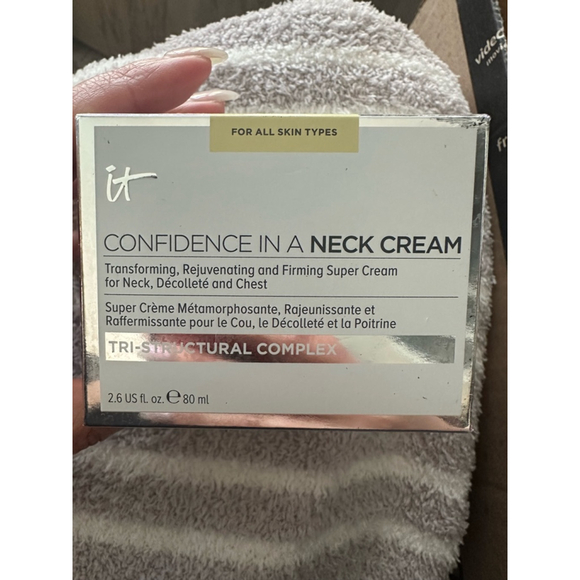 FOR ALL SKIN TYPES
it
CONFIDENCE IN A NECK CREAM
Transforming, Rejuvenating and Firming Super Cream
for Neck, Décolleté and Chest
Super Crème Métamorphosante, Rajeunissante et
Raffermissante pour le Cou, le Décolleté et la Poitrine
TRI-STRUCTURAL COMPLEX
2.6 US fl. oz. ℮ 80 ml